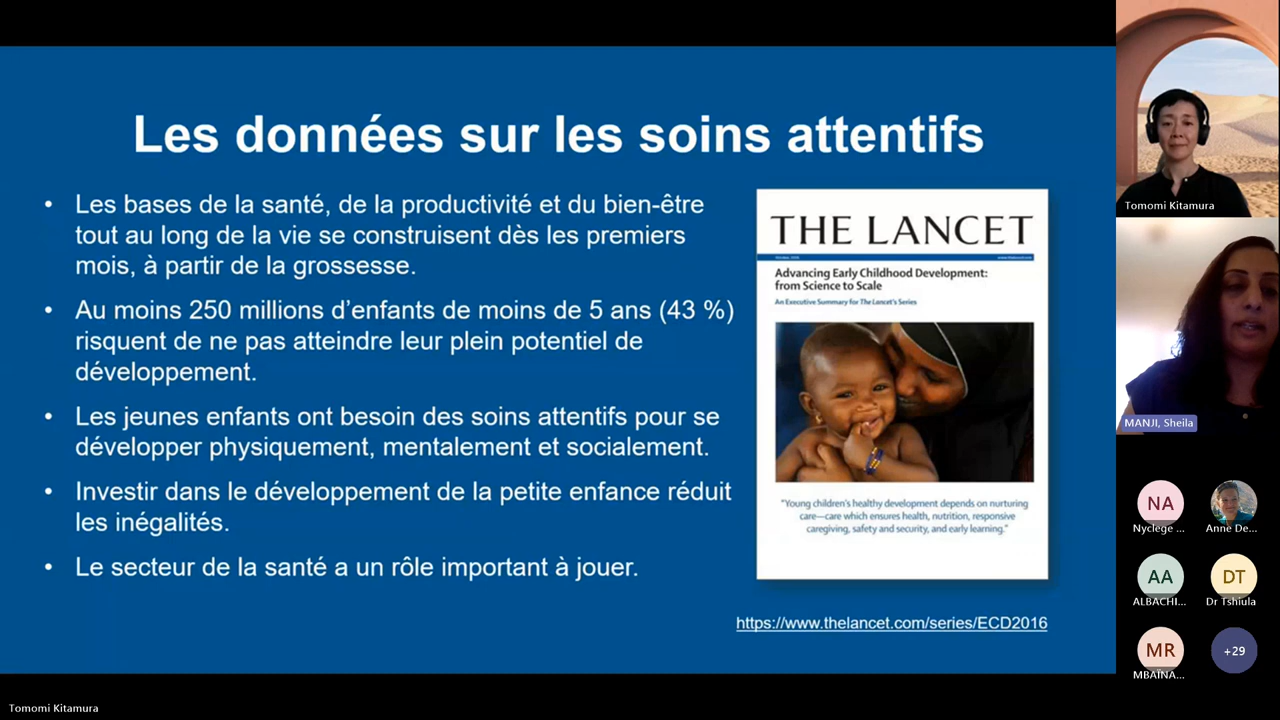 Les données sur les soins attentifs
• Les bases de la santé, de la productivité et du bien-être
tout au long de la vie se construisent dès les premiers
mois, à partir de la grossesse.
• Au moins 250 millions d’enfants de moins de 5 ans (43 %)
risquent de ne pas atteindre leur plein potentiel de
développement.
• Les jeunes enfants ont besoin des soins attentifs pour se
développer physiquement, mentalement et socialement.
• Investir dans le développement de la petite enfance réduit
les inégalités.
• Le secteur de la santé a un rôle important à jouer.
THE LANCET
www.thelancet.com
Advancing Early Childhood Development:
from Science to Scale
An Executive Summary for The Lancet's Series
"Young children's healthy development depends on nurturing
care—care which ensures health, nutrition, responsive
caregiving, safety and security, and early learning."
https://www.thelancet.com/series/ECD2016
Tomomi Kitamura
MANJI, Sheila
NA
Nyclege ...
Anne De...
AA
ALBACHI...
DT
Dr Tshiula
MR
MBAÏNA...
+29
Tomomi Kitamura